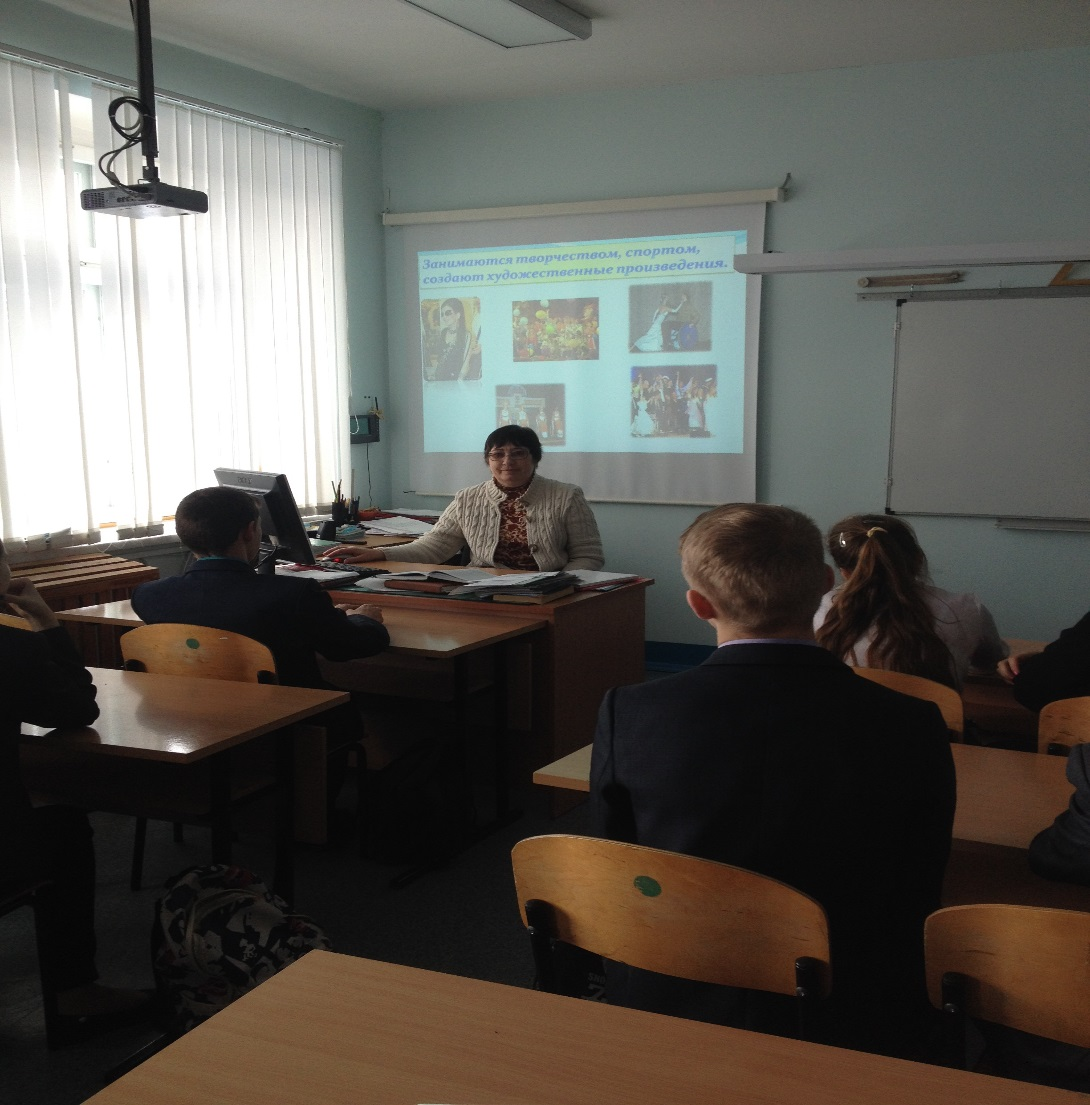 Занимаются творчеством, спортом,
создают художественные произведения.